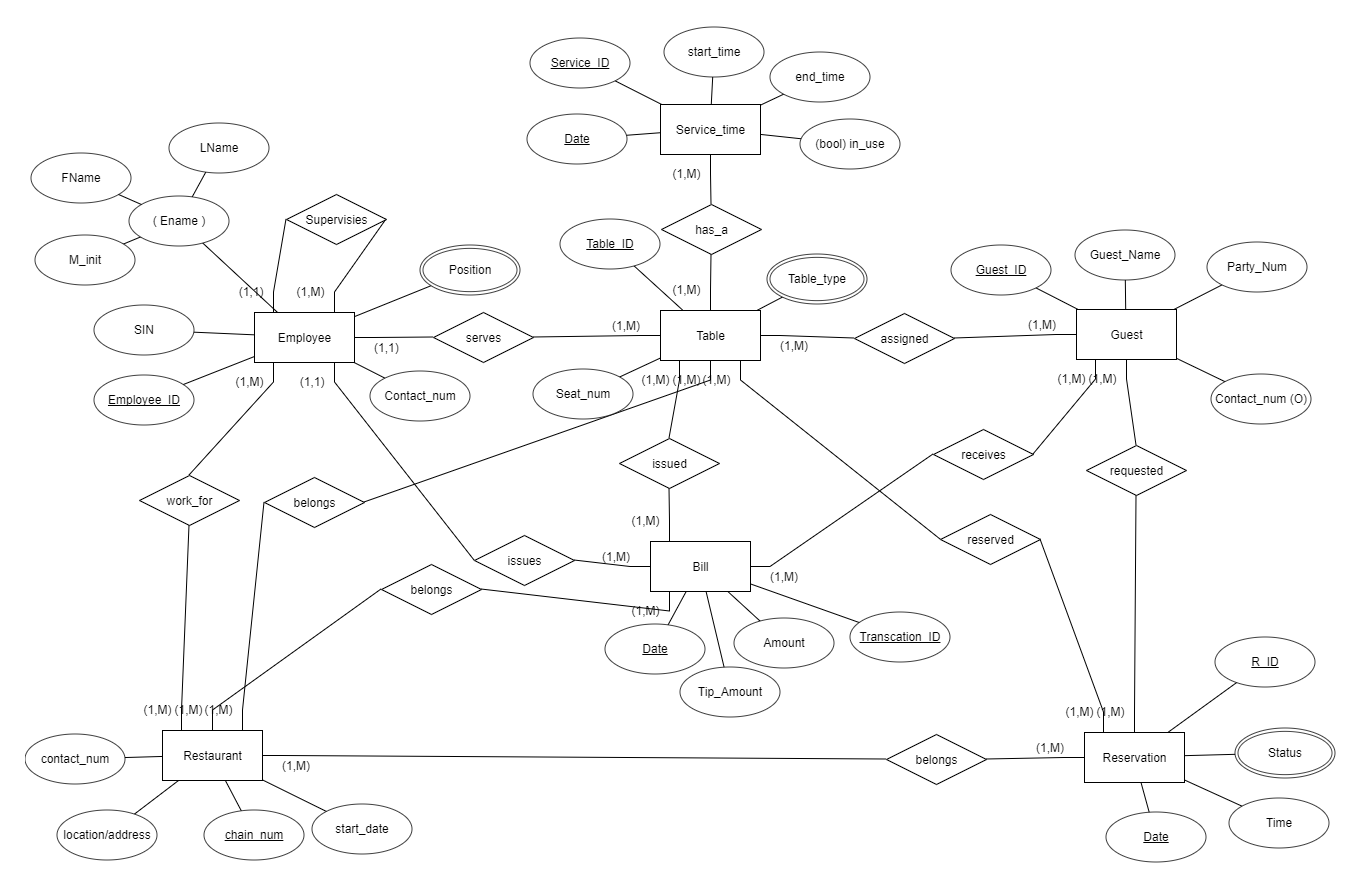 start_time
Service_ID
end_time
Service_time
Date
(bool) in_use
LName
FName
(1,M)
( Ename )
Supervisies
has_a
Table_ID
M_init
Guest_Name
Position
Guest_ID
Party_Num
Table_type
(1,1)
(1,M)
(1,M)
SIN
Employee
(1,1)
serves
(1,M)
Table
(1,M)
assigned
(1,M)
Guest
(1,M)
(1,1)
(1,M)
(1,M)
(1,M)
(1,M)
(1,M)
Employee_ID
Contact_num
Seat_num
Contact_num (O)
issued
receives
requested
work_for
belongs
(1,M)
reserved
issues
(1,M)
Bill
(1,M)
belongs
(1,M)
Date
Amount
Transcation_ID
R_ID
Tip_Amount
(1,M)
(1,M)
(1,M)
(1,M)
(1,M)
contact_num
Restaurant
(1,M)
belongs
(1,M)
Reservation
Status
location/address
chain_num
start_date
Date
Time